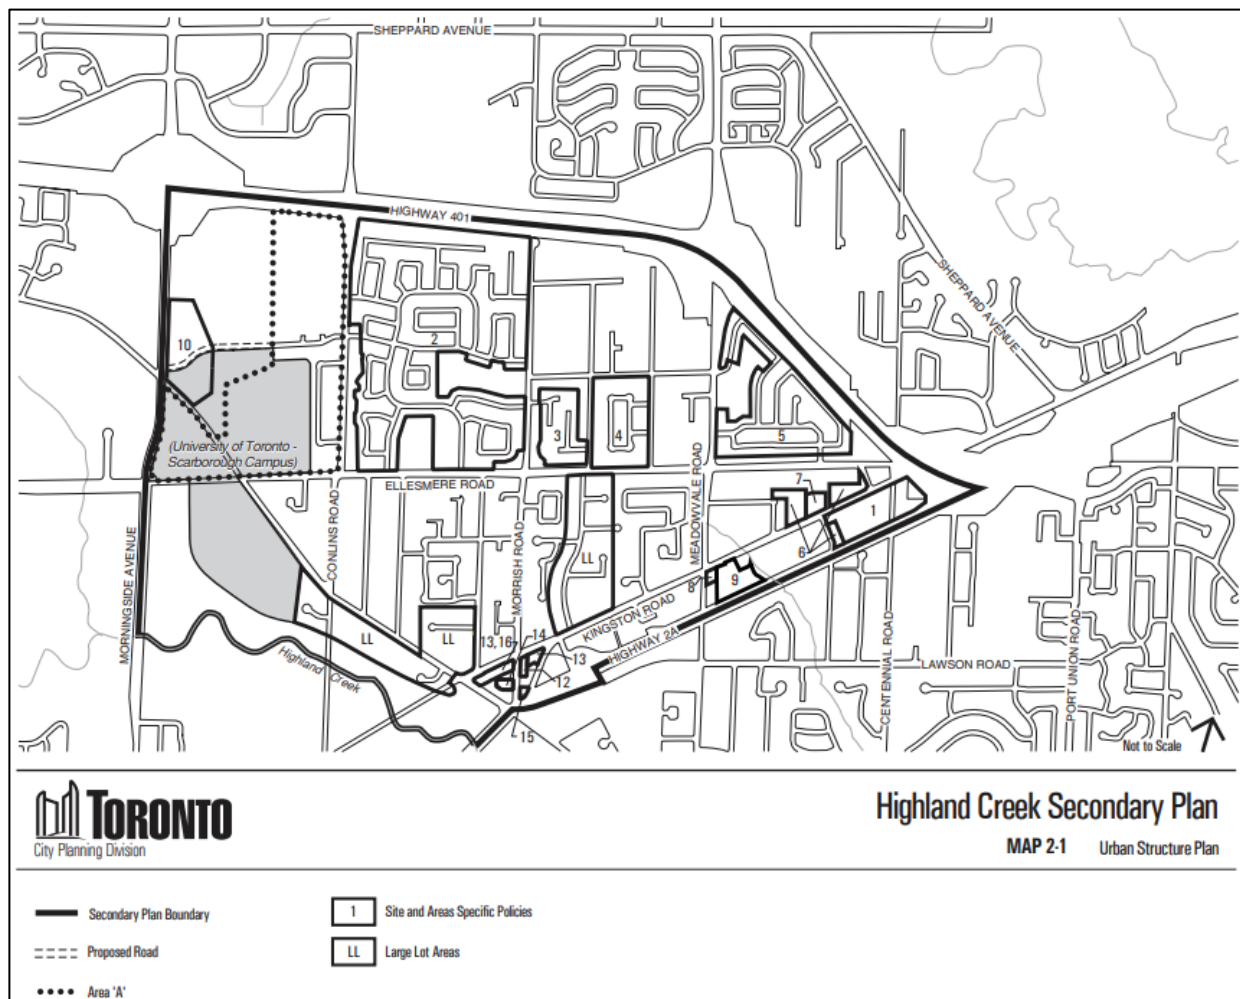 SHEPPARD AVENUE
HIGHWAY 401
SHEPPARD AVENUE
10
2
(University of Toronto -
Scarborough Campus)
3
4
5
ELLESMERE ROAD
MEADOWVALE ROAD
7
1
6
CONLINS ROAD
MORRISH ROAD
LL
9
8
MORNINGSIDE AVENUE
KINGSTON ROAD
HIGHWAY 2A
CENTENNIAL ROAD
PORT UNION ROAD
LAWSON ROAD
LL
LL
13, 16
14
13
12
15
Highland Creek
Not to Scale
TORONTO
City Planning Division
Highland Creek Secondary Plan
MAP 2-1 Urban Structure Plan
Secondary Plan Boundary
1 Site and Areas Specific Policies
Proposed Road
LL Large Lot Areas
Area 'A'